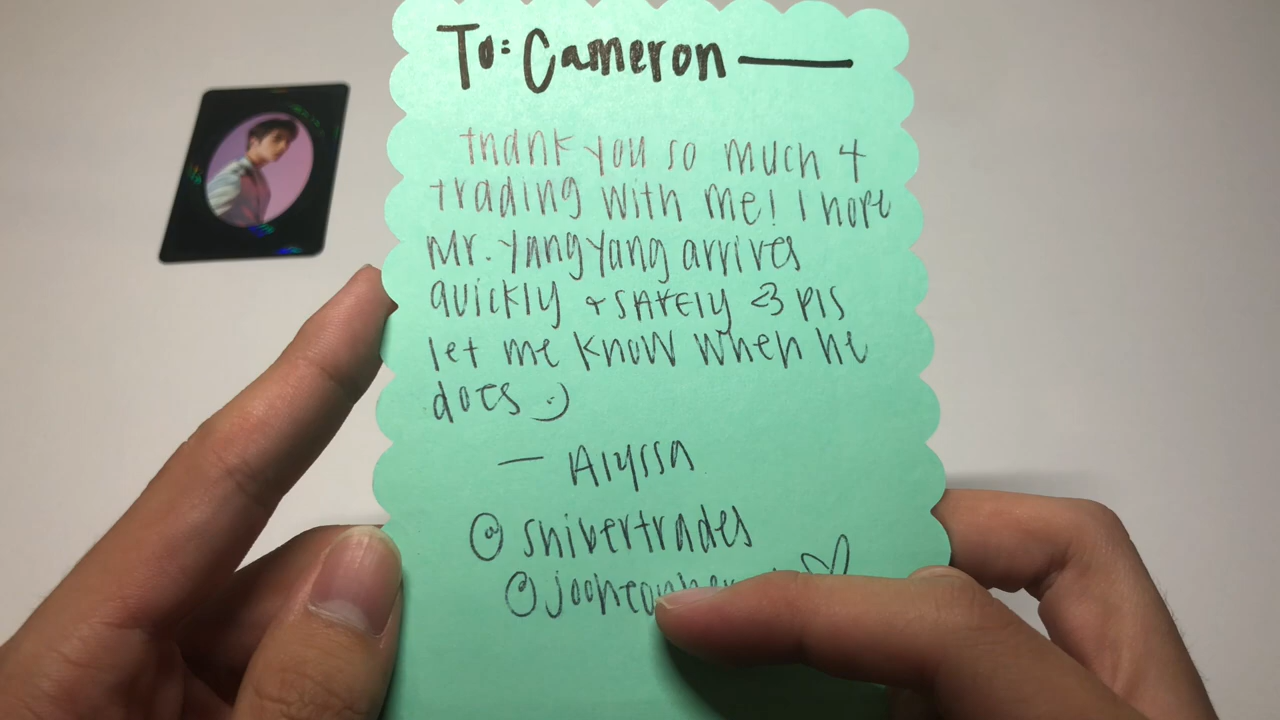 To: Cameron —
thank you so much 4
trading with me! I hope
Mr. YangYang arrives
quickly + safely <3 pls
let me know when he
does :)
— Alyssa
@ shivertrades